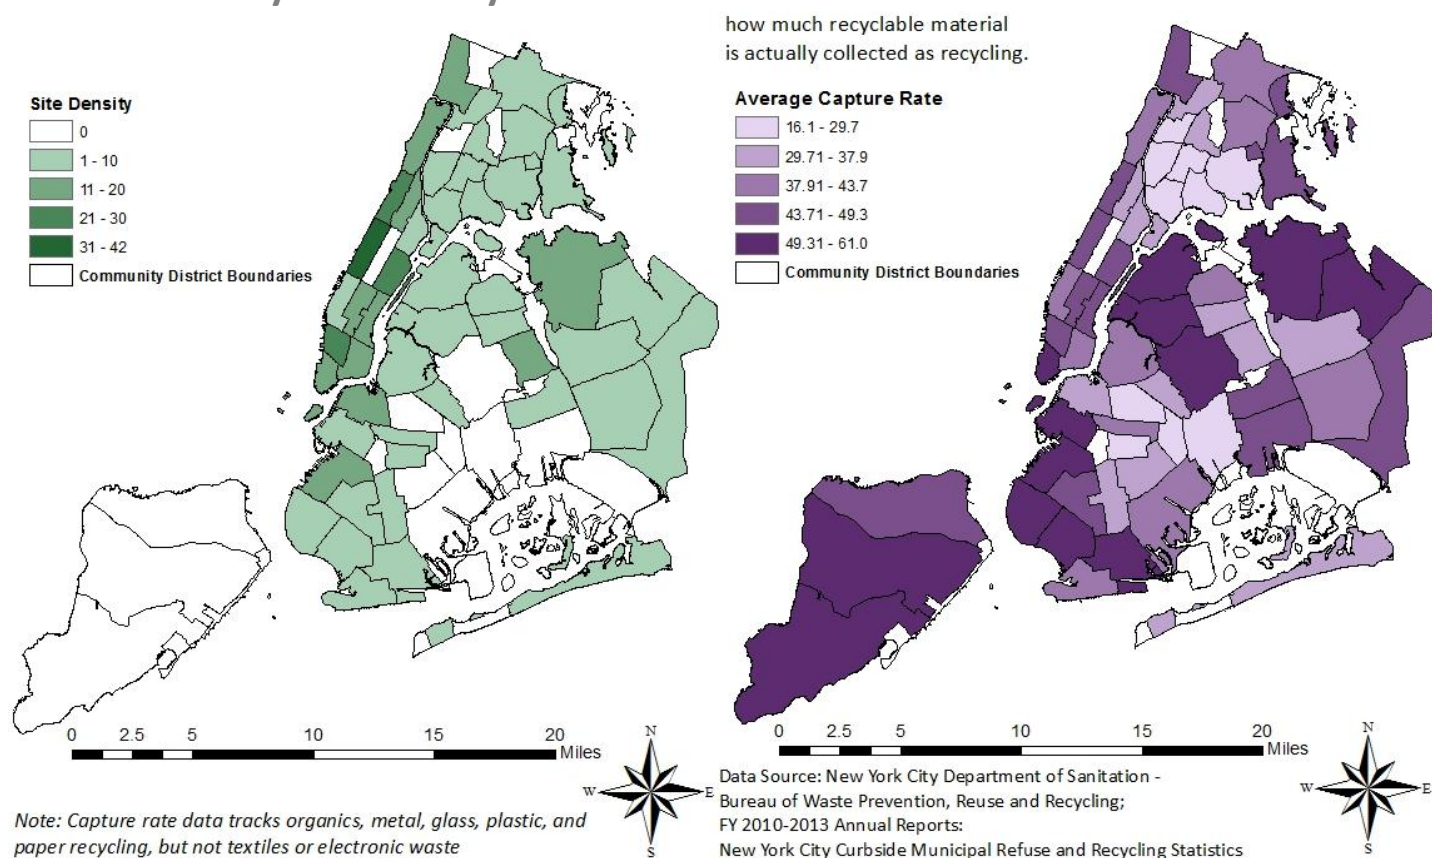 how much recyclable material
is actually collected as recycling.
Site Density
0
1 - 10
11 - 20
21 - 30
31 - 42
Community District Boundaries
Average Capture Rate
16.1 - 29.7
29.71 - 37.9
37.91 - 43.7
43.71 - 49.3
49.31 - 61.0
Community District Boundaries
0 2.5 5 10 15 20
Miles
N
W E
S
Note: Capture rate data tracks organics, metal, glass, plastic, and
paper recycling, but not textiles or electronic waste
0 2.5 5 10 15 20
Miles
N
W E
S
Data Source: New York City Department of Sanitation -
Bureau of Waste Prevention, Reuse and Recycling;
FY 2010-2013 Annual Reports:
New York City Curbside Municipal Refuse and Recycling Statistics